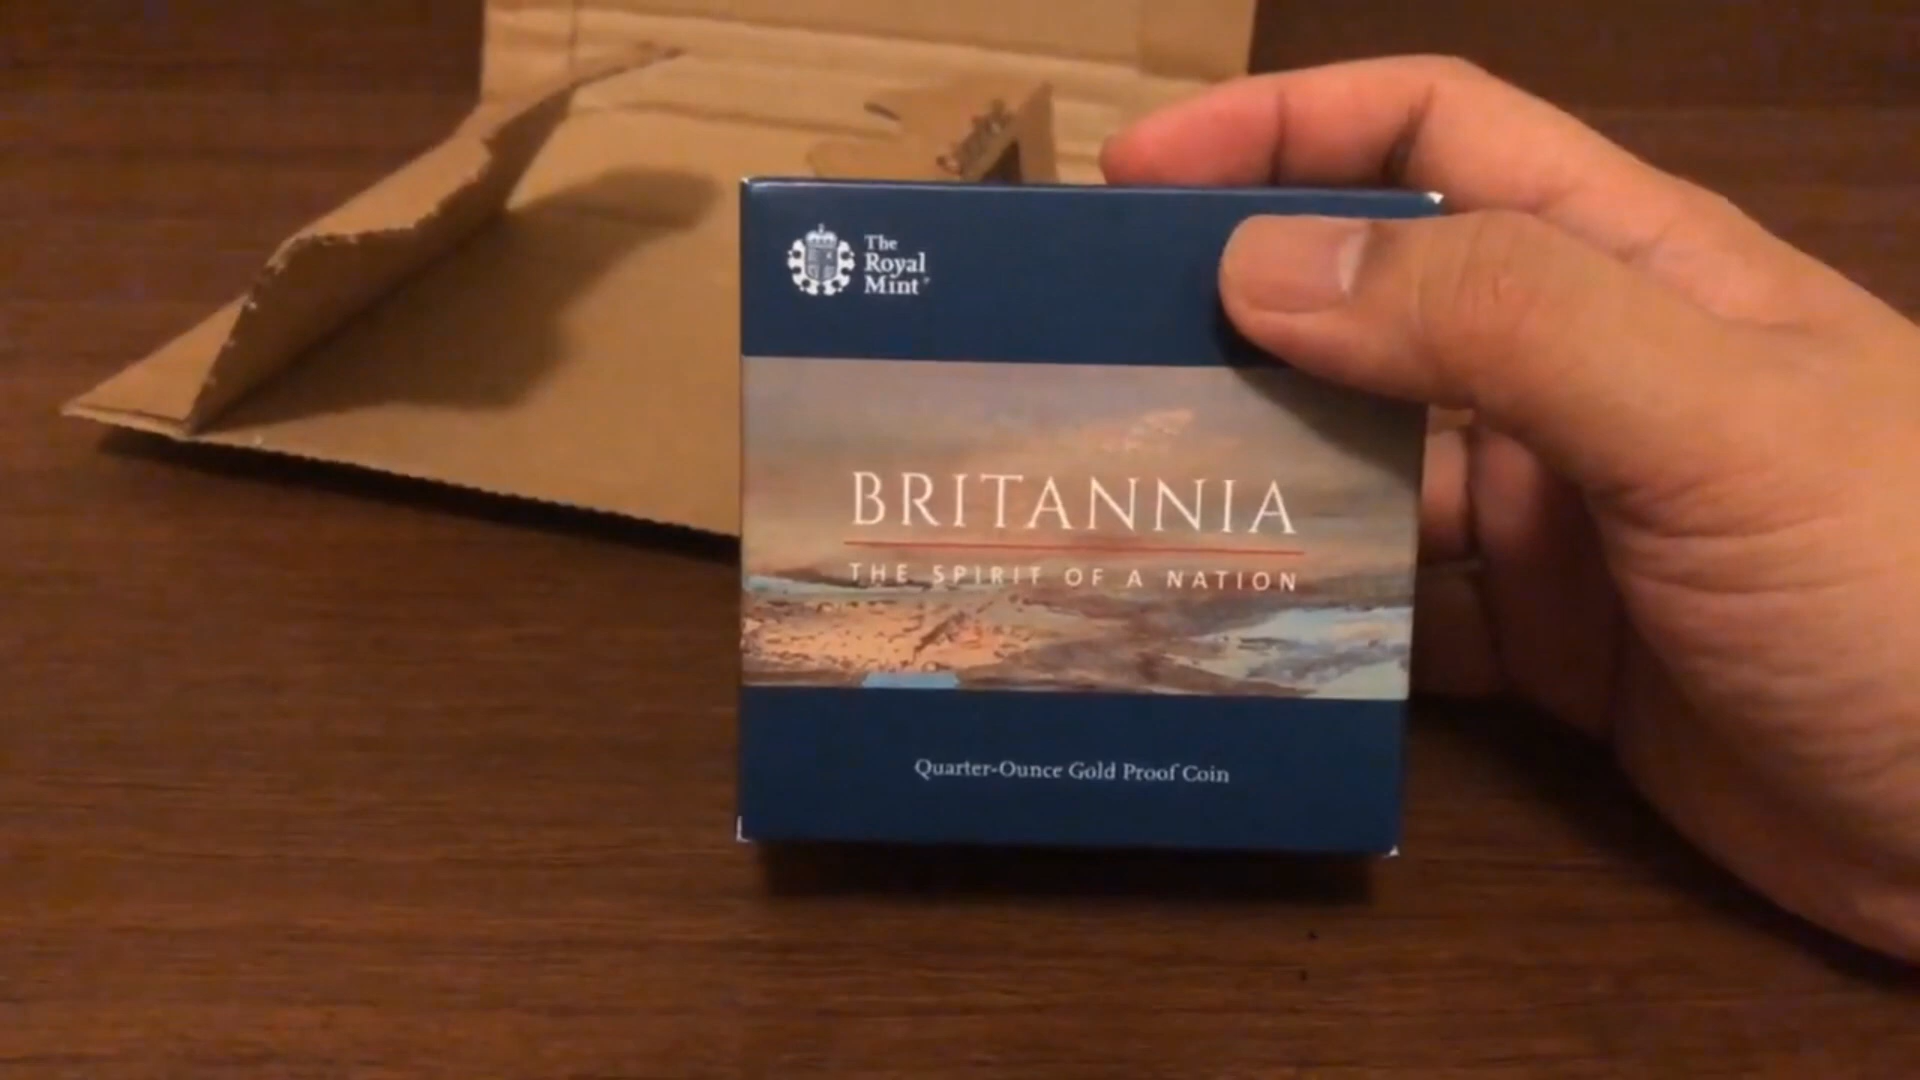 The
Royal
Mint®
BRITANNIA
THE SPIRIT OF A NATION
Quarter-Ounce Gold Proof Coin